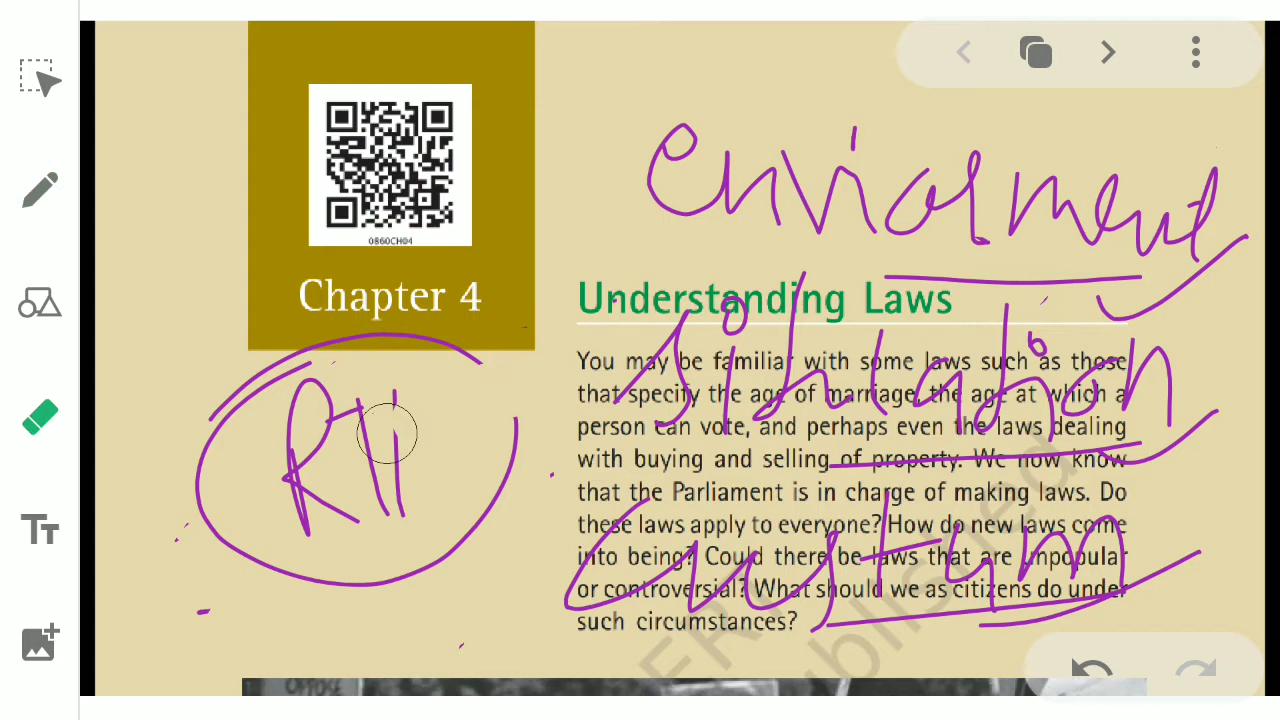 enviorment
0860CH04
Chapter 4
Understanding Laws
You may be familiar with some laws such as those
that specify the age of marriage, the age at which a
person can vote, and perhaps even the laws dealing
with buying and selling of property. We now know
that the Parliament is in charge of making laws. Do
these laws apply to everyone? How do new laws come
into being? Could there be laws that are unpopular
or controversial? What should we as citizens do under
such circumstances?
RTI
custom
Tт
OPPOSE